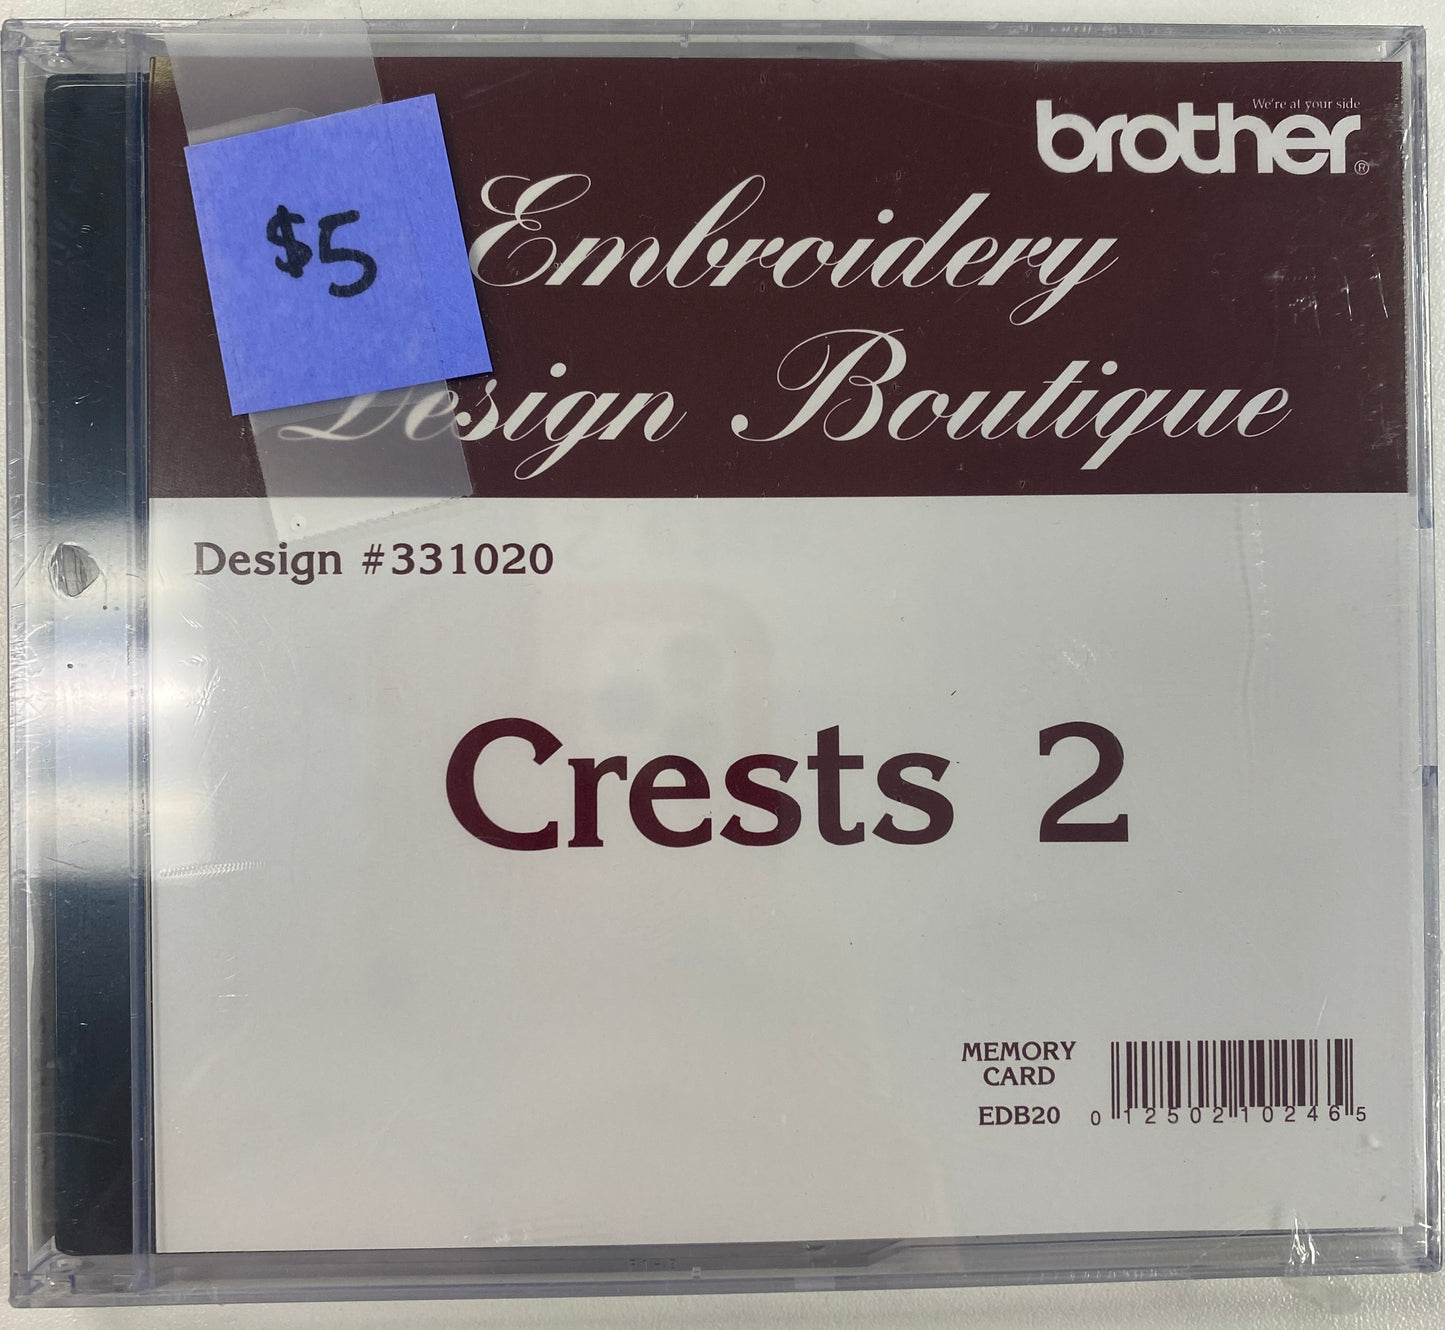 We're at your side
brother®
$5
Embroidery
Design Boutique
Design #331020
Crests 2
MEMORY
CARD
EDB20
0 12502 10246 5